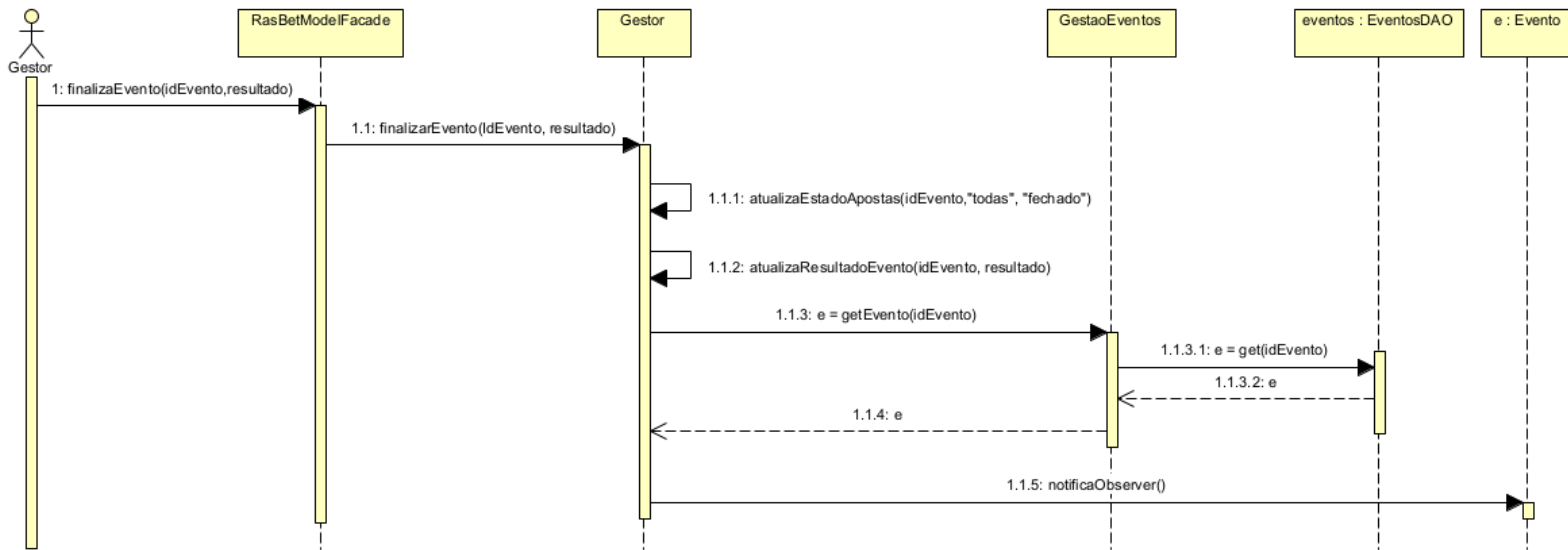 RasBetModelFacade
Gestor
GestaoEventos
eventos : EventosDAO
e : Evento
Gestor
1: finalizaEvento(idEvento,resultado)
1.1: finalizarEvento(IdEvento, resultado)
1.1.1: atualizaEstadoApostas(idEvento,"todas", "fechado")
1.1.2: atualizaResultadoEvento(idEvento, resultado)
1.1.3: e = getEvento(idEvento)
1.1.3.1: e = get(idEvento)
1.1.3.2: e
1.1.4: e
1.1.5: notificaObserver()